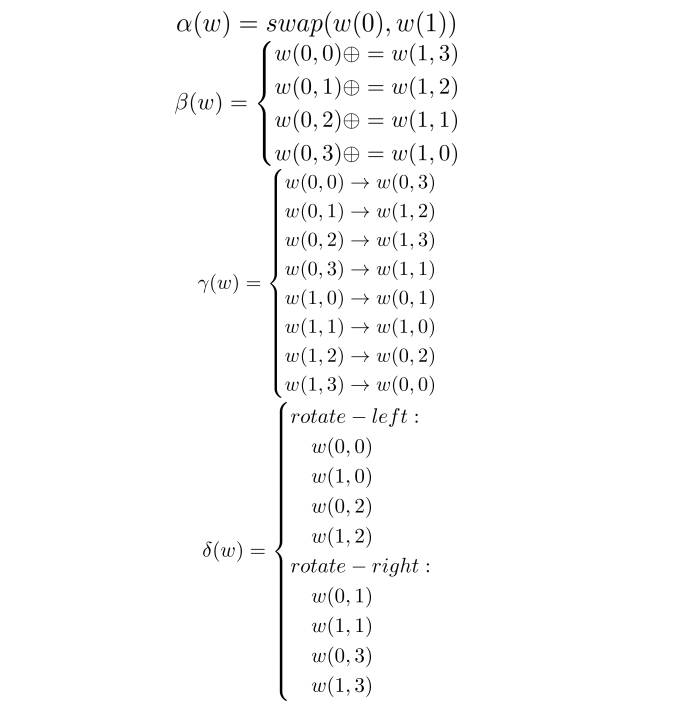 α(w) = swap(w(0), w(1))
β(w) = { w(0, 0)⊕ = w(1, 3)
w(0, 1)⊕ = w(1, 2)
w(0, 2)⊕ = w(1, 1)
w(0, 3)⊕ = w(1, 0)
γ(w) = { w(0, 0) → w(0, 3)
w(0, 1) → w(1, 2)
w(0, 2) → w(1, 3)
w(0, 3) → w(1, 1)
w(1, 0) → w(0, 1)
w(1, 1) → w(1, 0)
w(1, 2) → w(0, 2)
w(1, 3) → w(0, 0)
δ(w) = { rotate − left :
w(0, 0)
w(1, 0)
w(0, 2)
w(1, 2)
rotate − right :
w(0, 1)
w(1, 1)
w(0, 3)
w(1, 3)